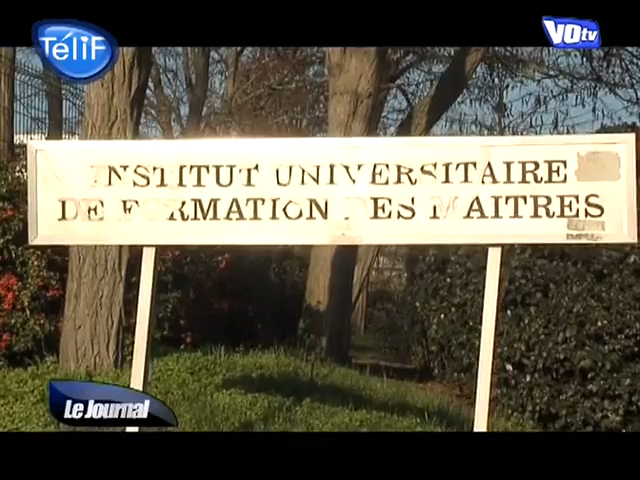 TéliF
VOtv
INSTITUT UNIVERSITAIRE
DE FORMATION DES MAITRES
Le Journal